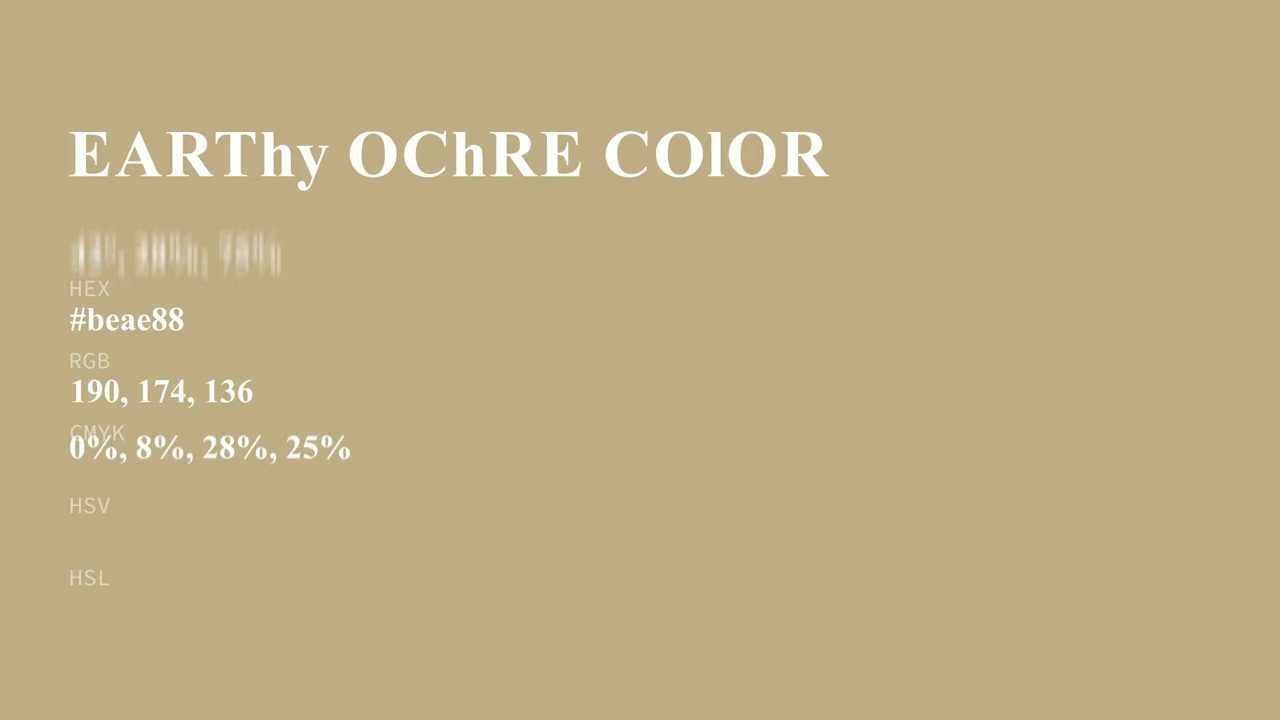 EARThy OChRE COlOR
HEX
#beae88
RGB
190, 174, 136
CMYK
0%, 8%, 28%, 25%
HSV
HSL